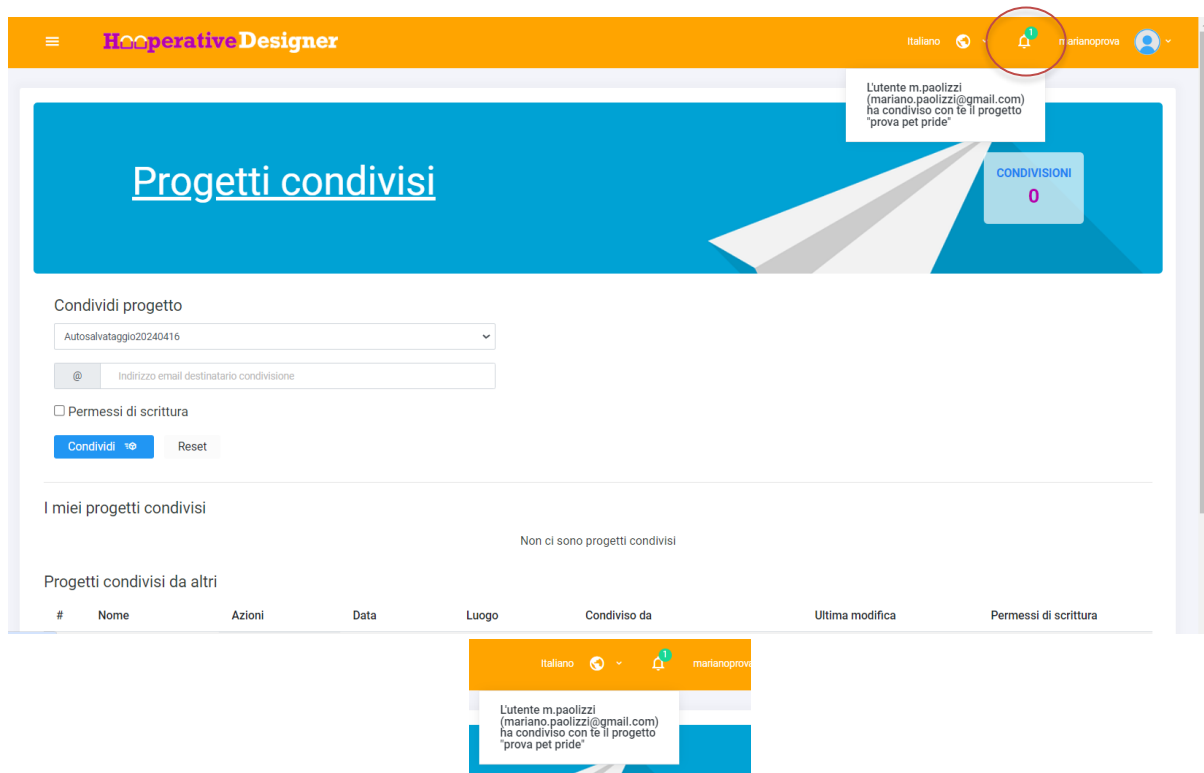 HooperativeDesigner
Italiano
1
marianoprova
L'utente m.paolizzi
(mariano.paolizzi@gmail.com)
ha condiviso con te il progetto
"prova pet pride"
Progetti condivisi
CONDIVISIONI
0
Condividi progetto
Autosalvataggio20240416
@ Indirizzo email destinatario condivisione
Permessi di scrittura
Condividi Reset
I miei progetti condivisi
Non ci sono progetti condivisi
Progetti condivisi da altri
# Nome Azioni Data Luogo Condiviso da Ultima modifica Permessi di scrittura
Italiano 1 marianoprova
L'utente m.paolizzi
(mariano.paolizzi@gmail.com)
ha condiviso con te il progetto
"prova pet pride"